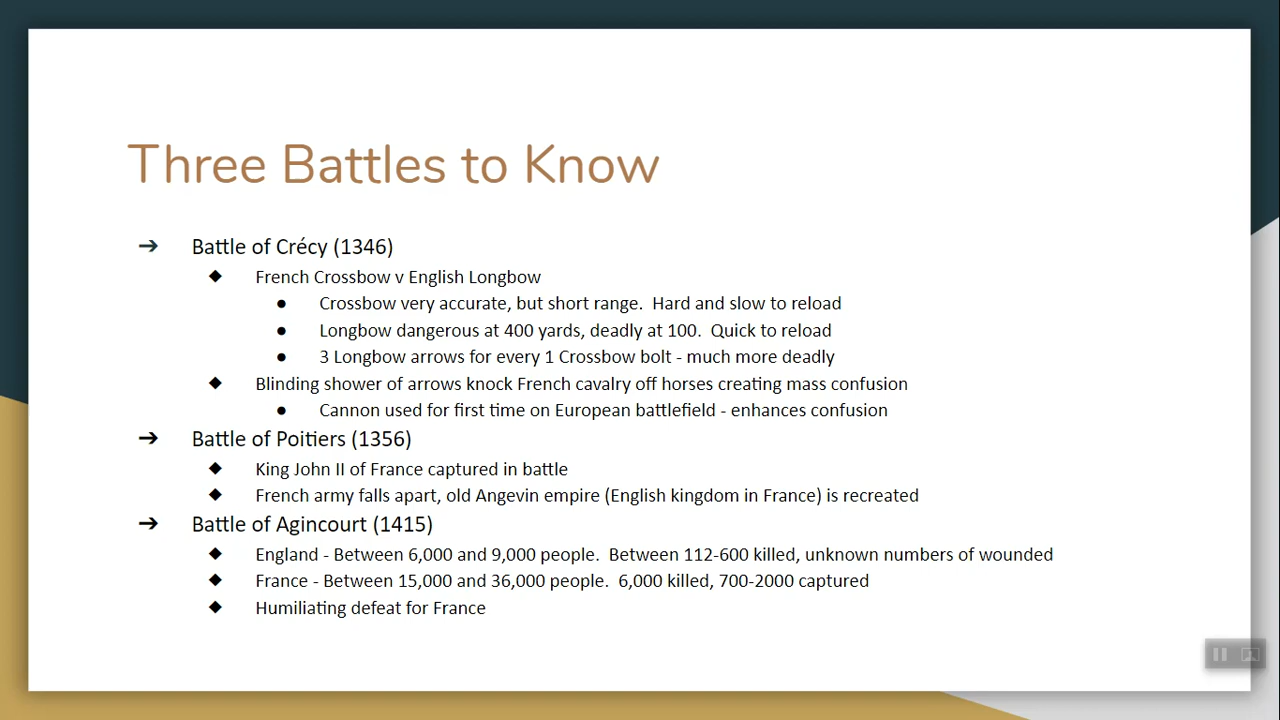 Three Battles to Know
➔ Battle of Crécy (1346)
◆ French Crossbow v English Longbow
● Crossbow very accurate, but short range.  Hard and slow to reload
● Longbow dangerous at 400 yards, deadly at 100.  Quick to reload
● 3 Longbow arrows for every 1 Crossbow bolt - much more deadly
◆ Blinding shower of arrows knock French cavalry off horses creating mass confusion
● Cannon used for first time on European battlefield - enhances confusion
➔ Battle of Poitiers (1356)
◆ King John II of France captured in battle
◆ French army falls apart, old Angevin empire (English kingdom in France) is recreated
➔ Battle of Agincourt (1415)
◆ England - Between 6,000 and 9,000 people.  Between 112-600 killed, unknown numbers of wounded
◆ France - Between 15,000 and 36,000 people.  6,000 killed, 700-2000 captured
◆ Humiliating defeat for France